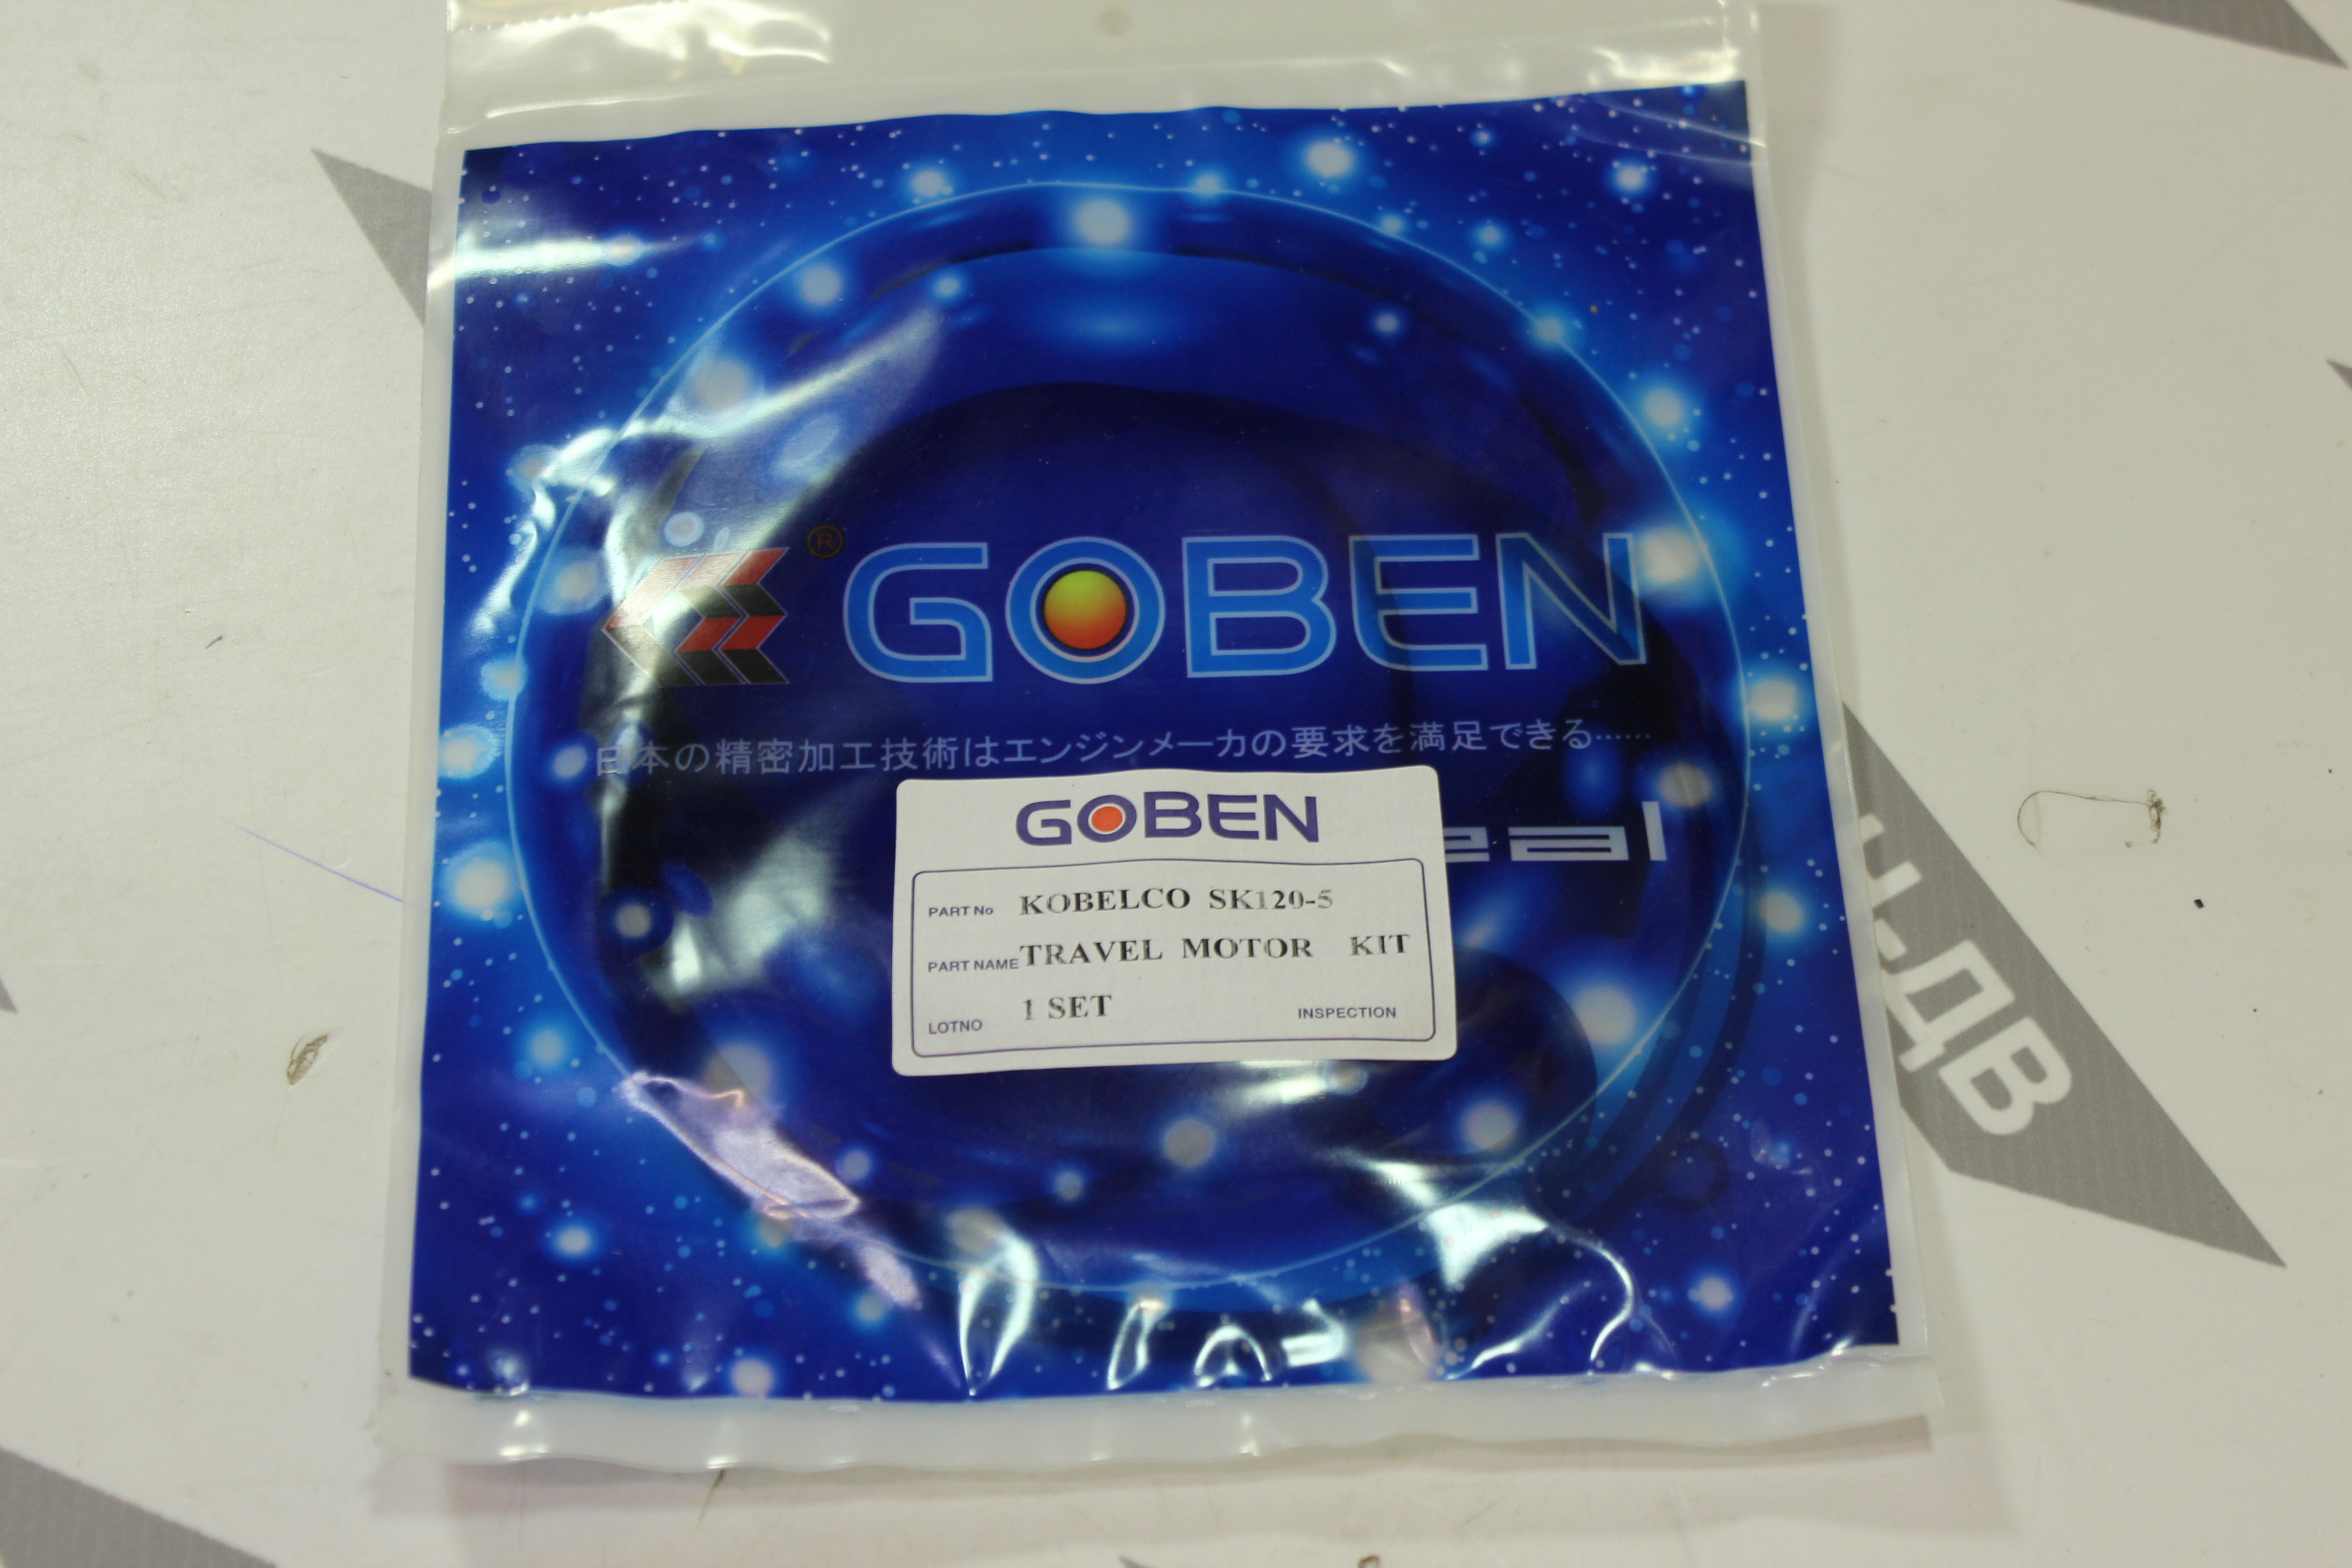 ® GOBEN
日本の精密加工技術はエンジンメーカの要求を満足できる······
GOBEN
PART No KOBELCO SK120-5
PART NAME TRAVEL MOTOR KIT
LOTNO 1 SET INSPECTION
-ДВ